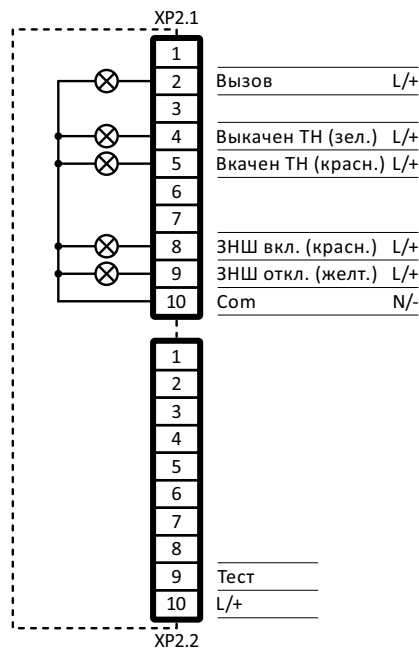 XP2.1
1
2 Вызов L/+
3
4 Выкачен ТН (зел.) L/+
5 Вкачен ТН (красн.) L/+
6
7
8 ЗНШ вкл. (красн.) L/+
9 ЗНШ откл. (желт.) L/+
10 Com N/-
1
2
3
4
5
6
7
8
9 Тест
10 L/+
XP2.2